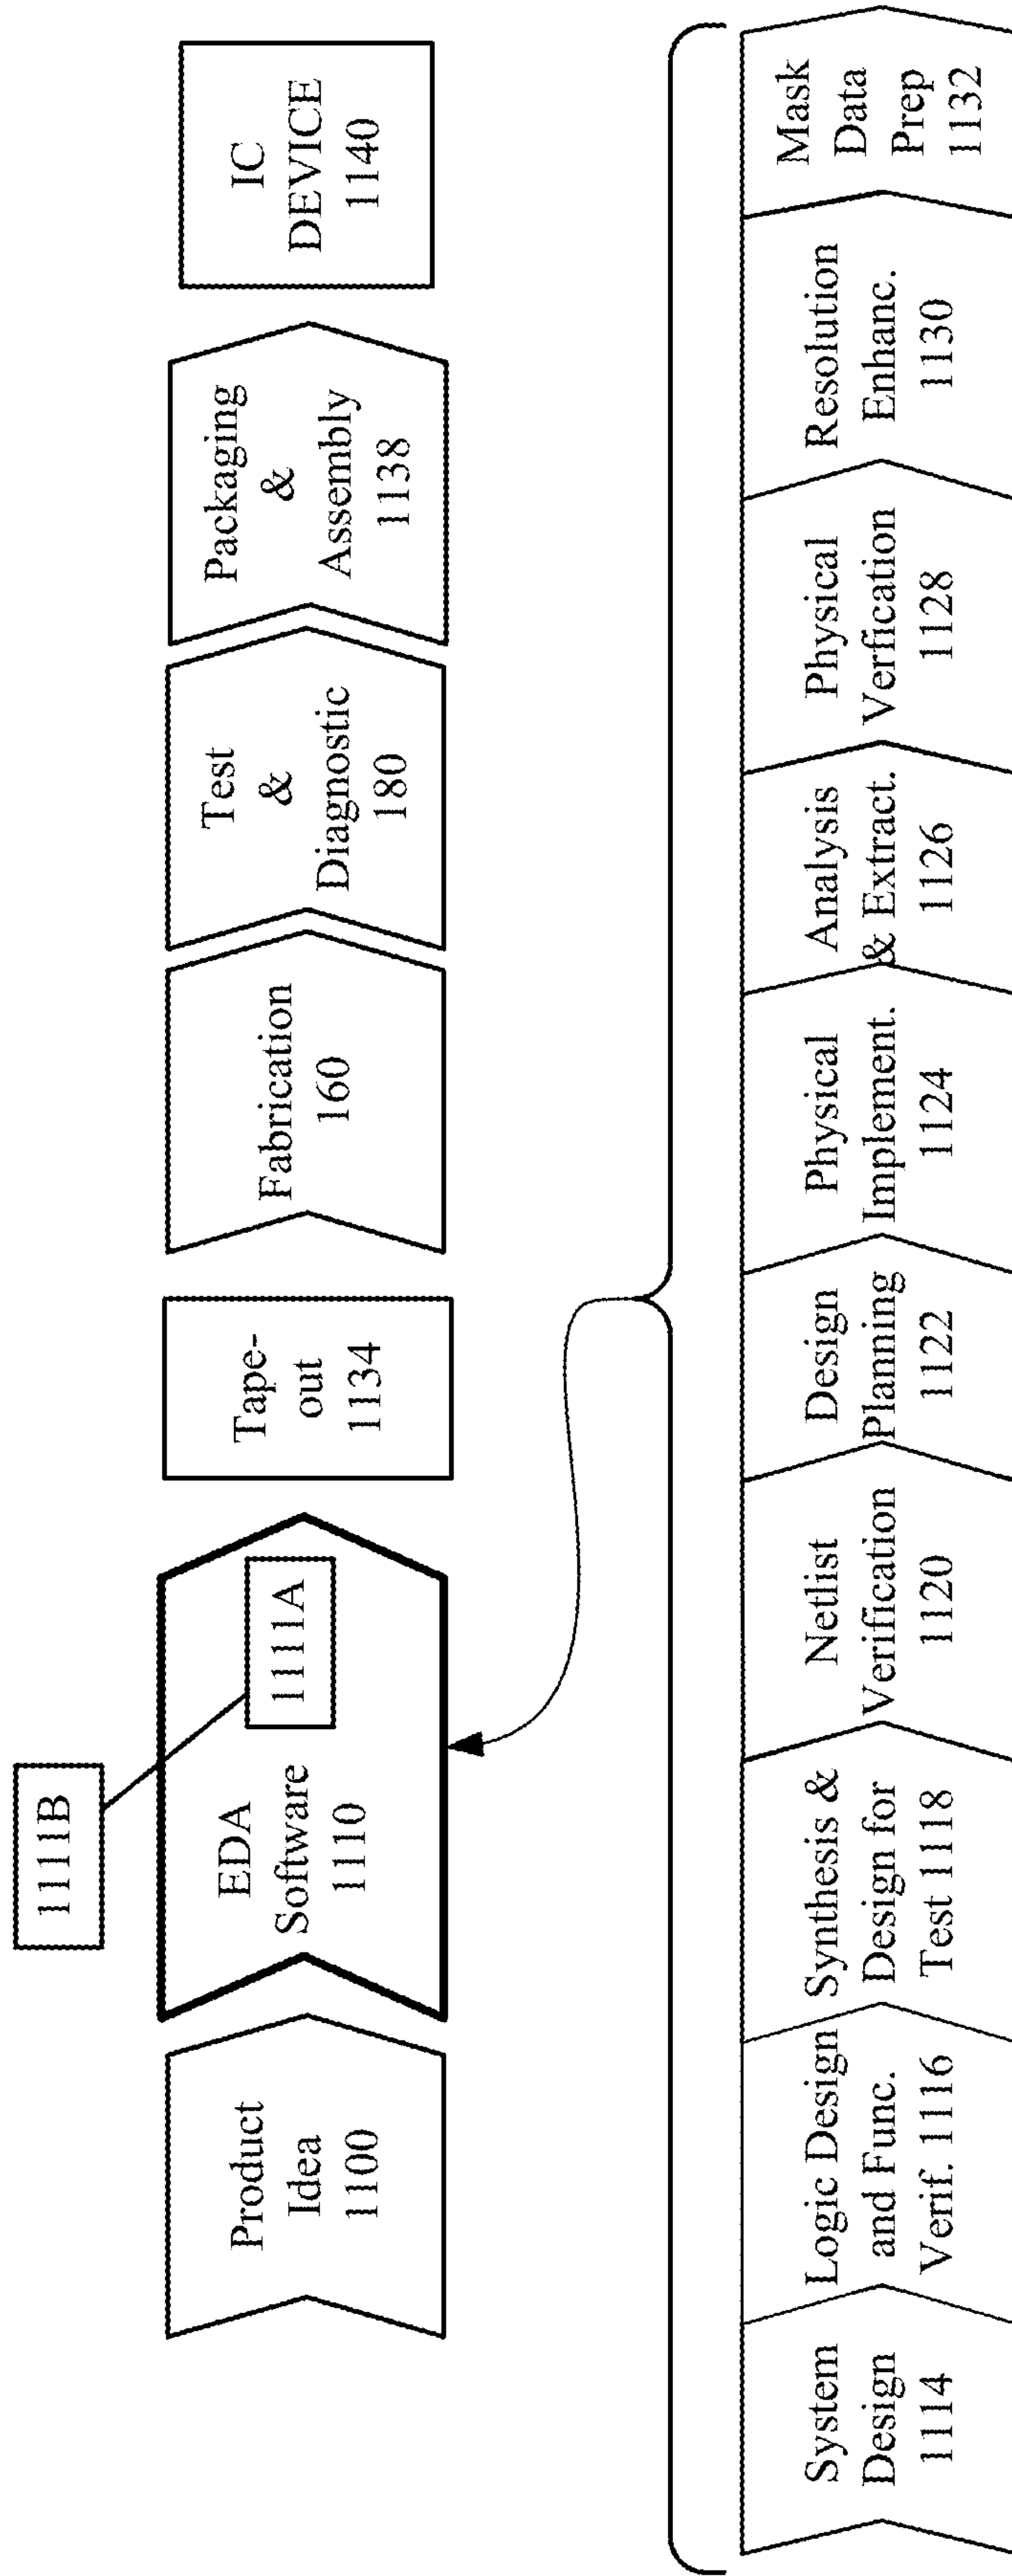 1111B
Product
Idea
1100
EDA
Software
1110
1111A
Tape-
out
1134
Fabrication
160
Test
&
Diagnostic
180
Packaging
&
Assembly
1138
IC
DEVICE
1140
System
Design
1114
Logic Design
and Func.
Verif. 1116
Synthesis &
Design for
Test 1118
Netlist
Verification
1120
Design
Planning
1122
Physical
Implement.
1124
Analysis
& Extract.
1126
Physical
Verfication
1128
Resolution
Enhanc.
1130
Mask
Data
Prep
1132